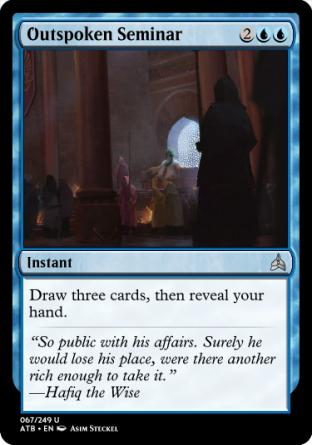 Outspoken Seminar 2
Instant
Draw three cards, then reveal your
hand.
“So public with his affairs. Surely he
would lose his place, were there another
rich enough to take it.”
—Hafiq the Wise
067/249 U
ATB • EN Asim Steckel